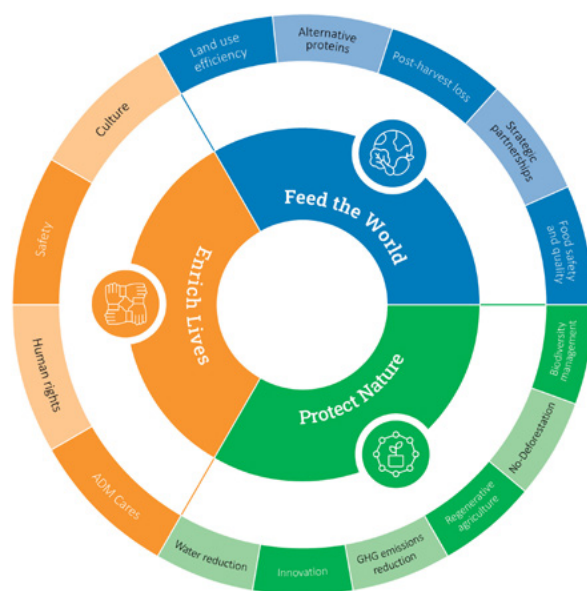 Land use
efficiency
Alternative
proteins
Post-harvest loss
Strategic
partnerships
Food safety
and quality
Feed the World
Biodiversity
management
No-Deforestation
Regenerative
agriculture
GHG emissions
reduction
Innovation
Water reduction
Protect Nature
ADM Cares
Human rights
Safety
Culture
Enrich Lives